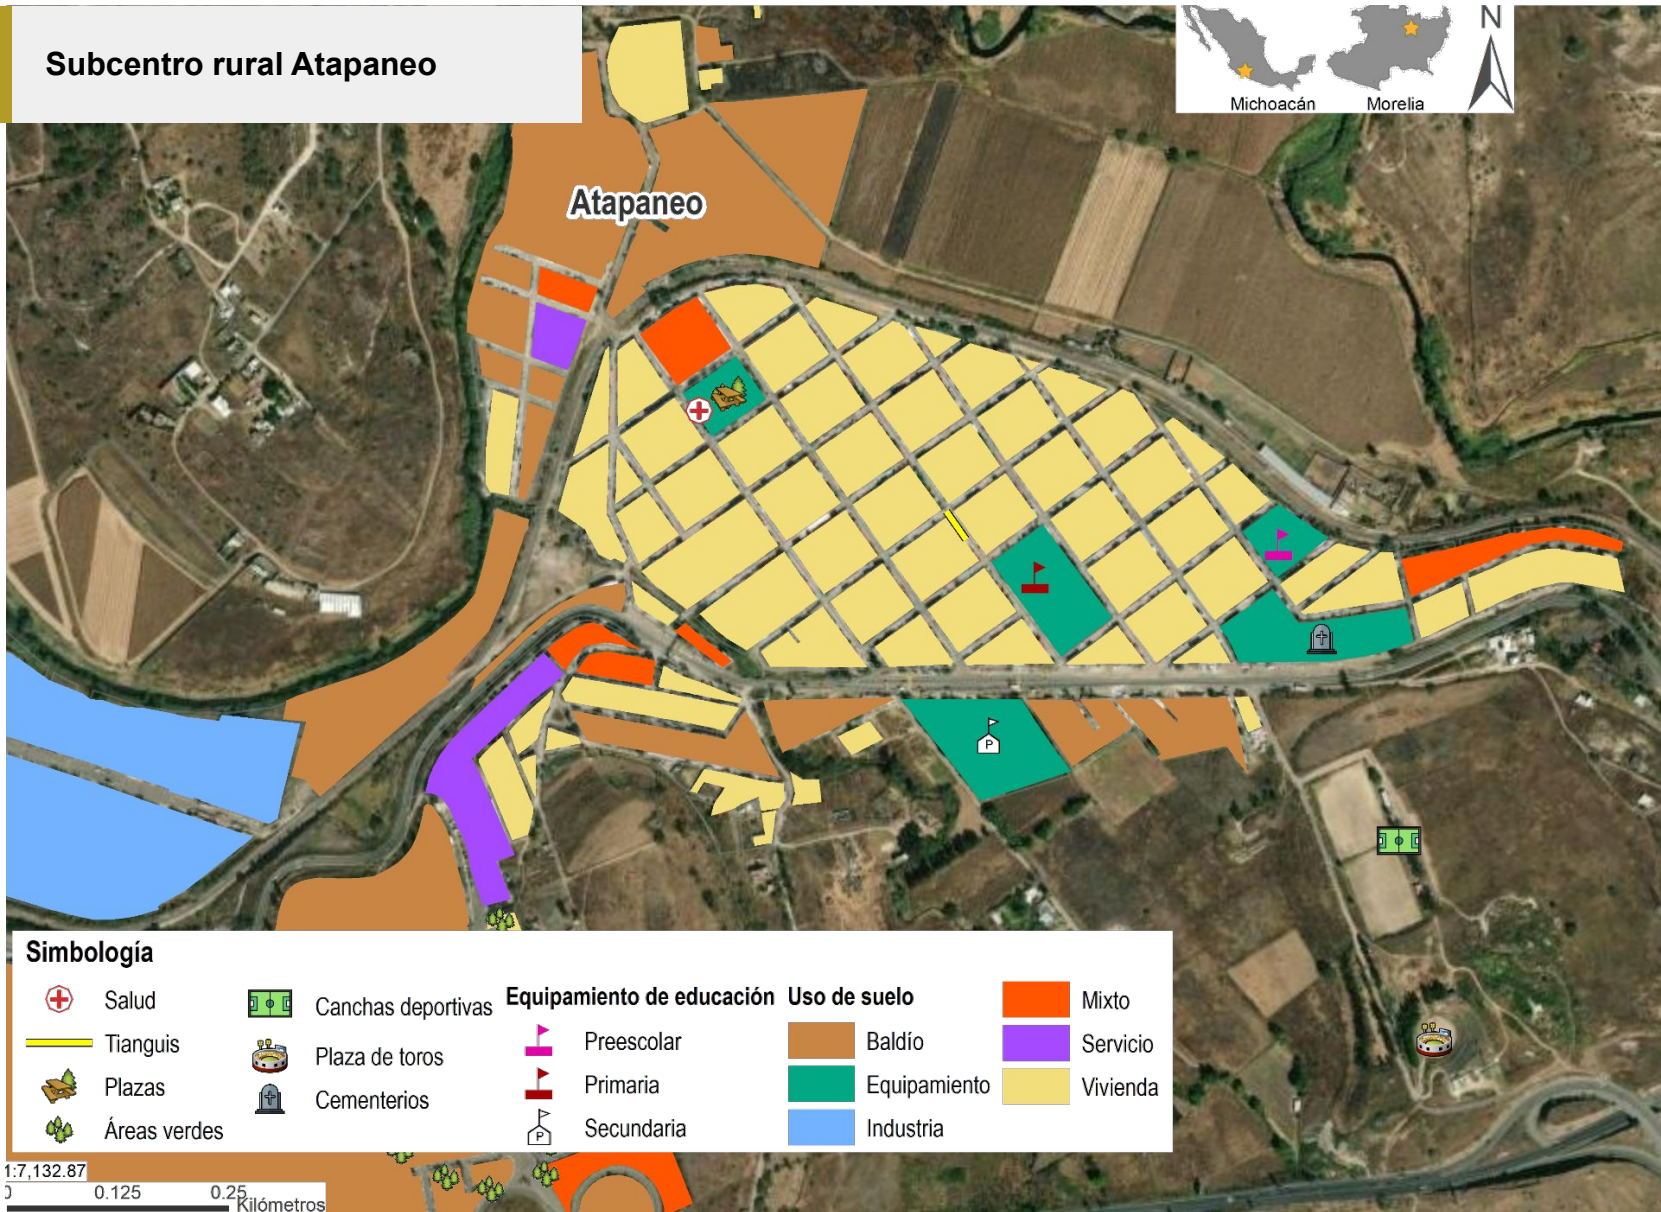 Subcentro rural Atapaneo
Michoacán
Morelia
N
Atapaneo
P
Simbología
Salud
Tianguis
Plazas
Áreas verdes
Canchas deportivas
Plaza de toros
Cementerios
Equipamiento de educación
Preescolar
Primaria
P
Secundaria
Uso de suelo
Baldío
Equipamiento
Industria
Mixto
Servicio
Vivienda
1:7,132.87
0 0.125 0.25
Kilómetros